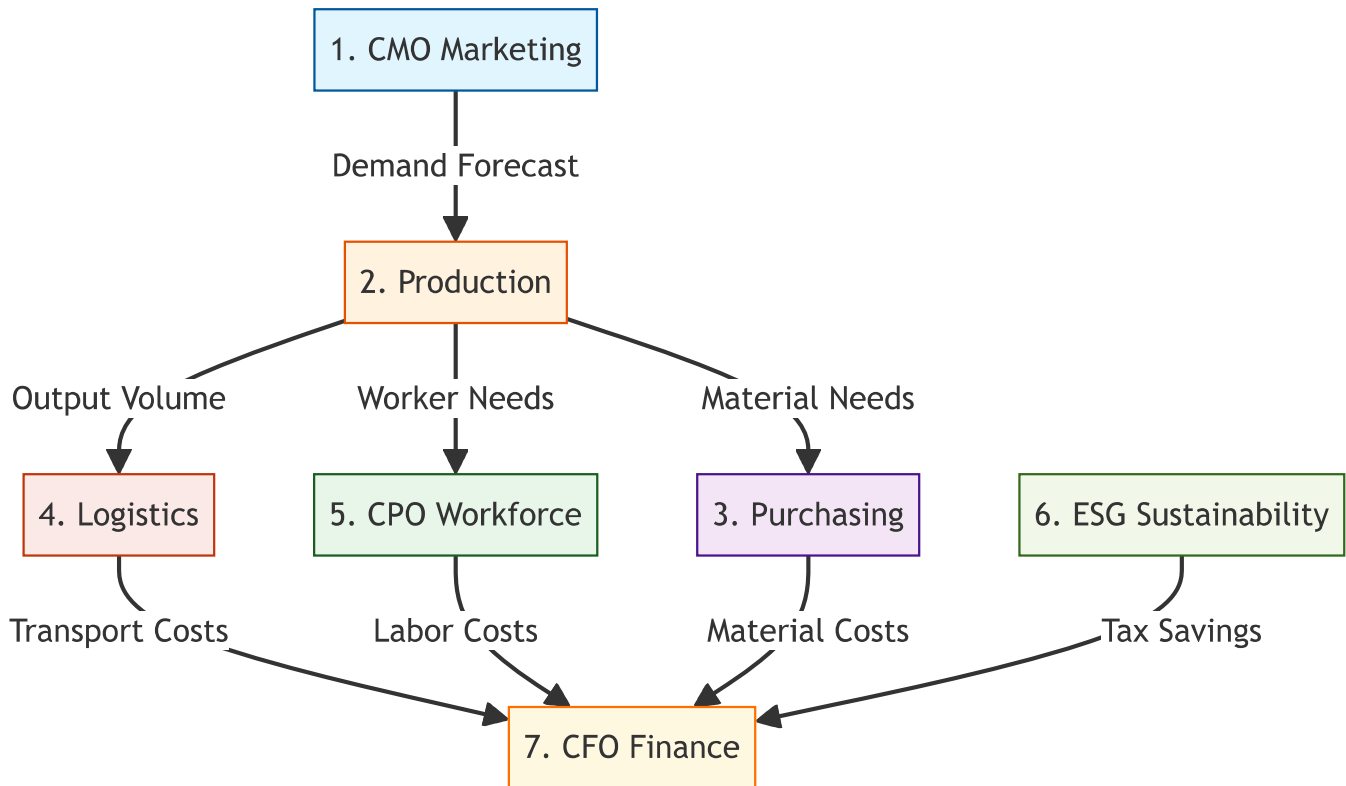 1. CMO Marketing
Demand Forecast
2. Production
Output Volume
Worker Needs
Material Needs
4. Logistics
5. CPO Workforce
3. Purchasing
6. ESG Sustainability
Transport Costs
Labor Costs
Material Costs
Tax Savings
7. CFO Finance